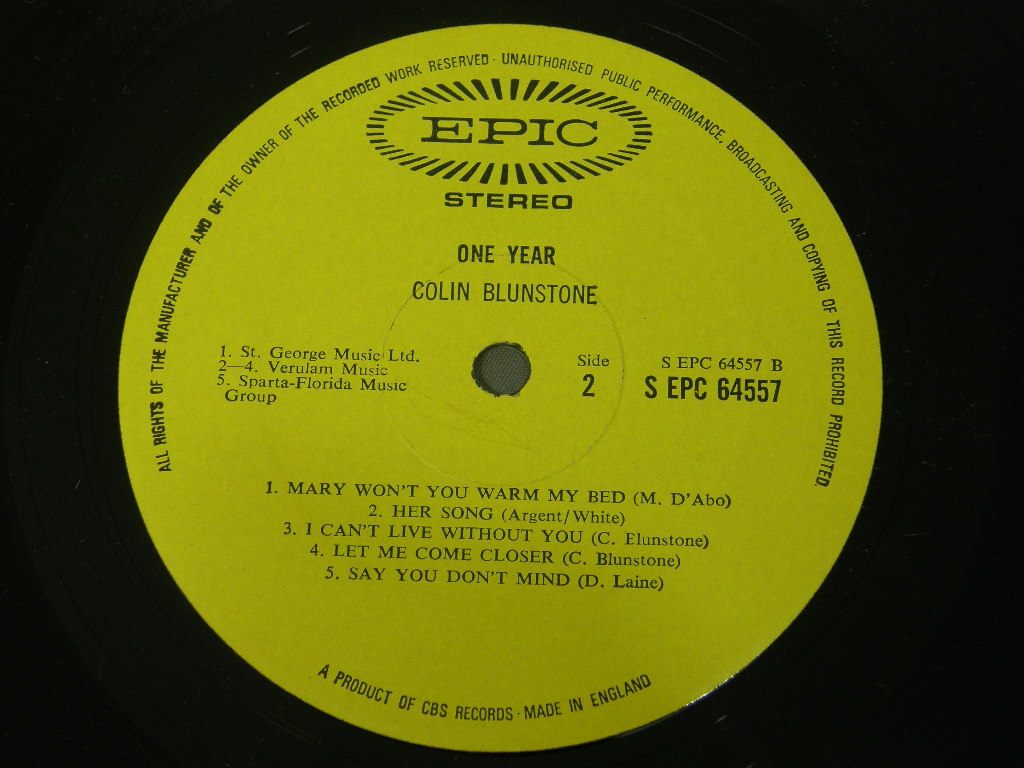 ALL RIGHTS OF THE MANUFACTURER AND OF THE OWNER OF THE RECORDED WORK RESERVED · UNAUTHORISED PUBLIC PERFORMANCE, BROADCASTING AND COPYING OF THIS RECORD PROHIBITED.
EPIC
STEREO
ONE YEAR
COLIN BLUNSTONE
1. St. George Music Ltd.
2—4. Verulam Music
5. Sparta-Florida Music
Group
Side
2
S EPC 64557 B
S EPC 64557
1. MARY WON'T YOU WARM MY BED (M. D'Abo)
2. HER SONG (Argent/White)
3. I CAN'T LIVE WITHOUT YOU (C. Elunstone)
4. LET ME COME CLOSER (C. Blunstone)
5. SAY YOU DON'T MIND (D. Laine)
A PRODUCT OF CBS RECORDS · MADE IN ENGLAND